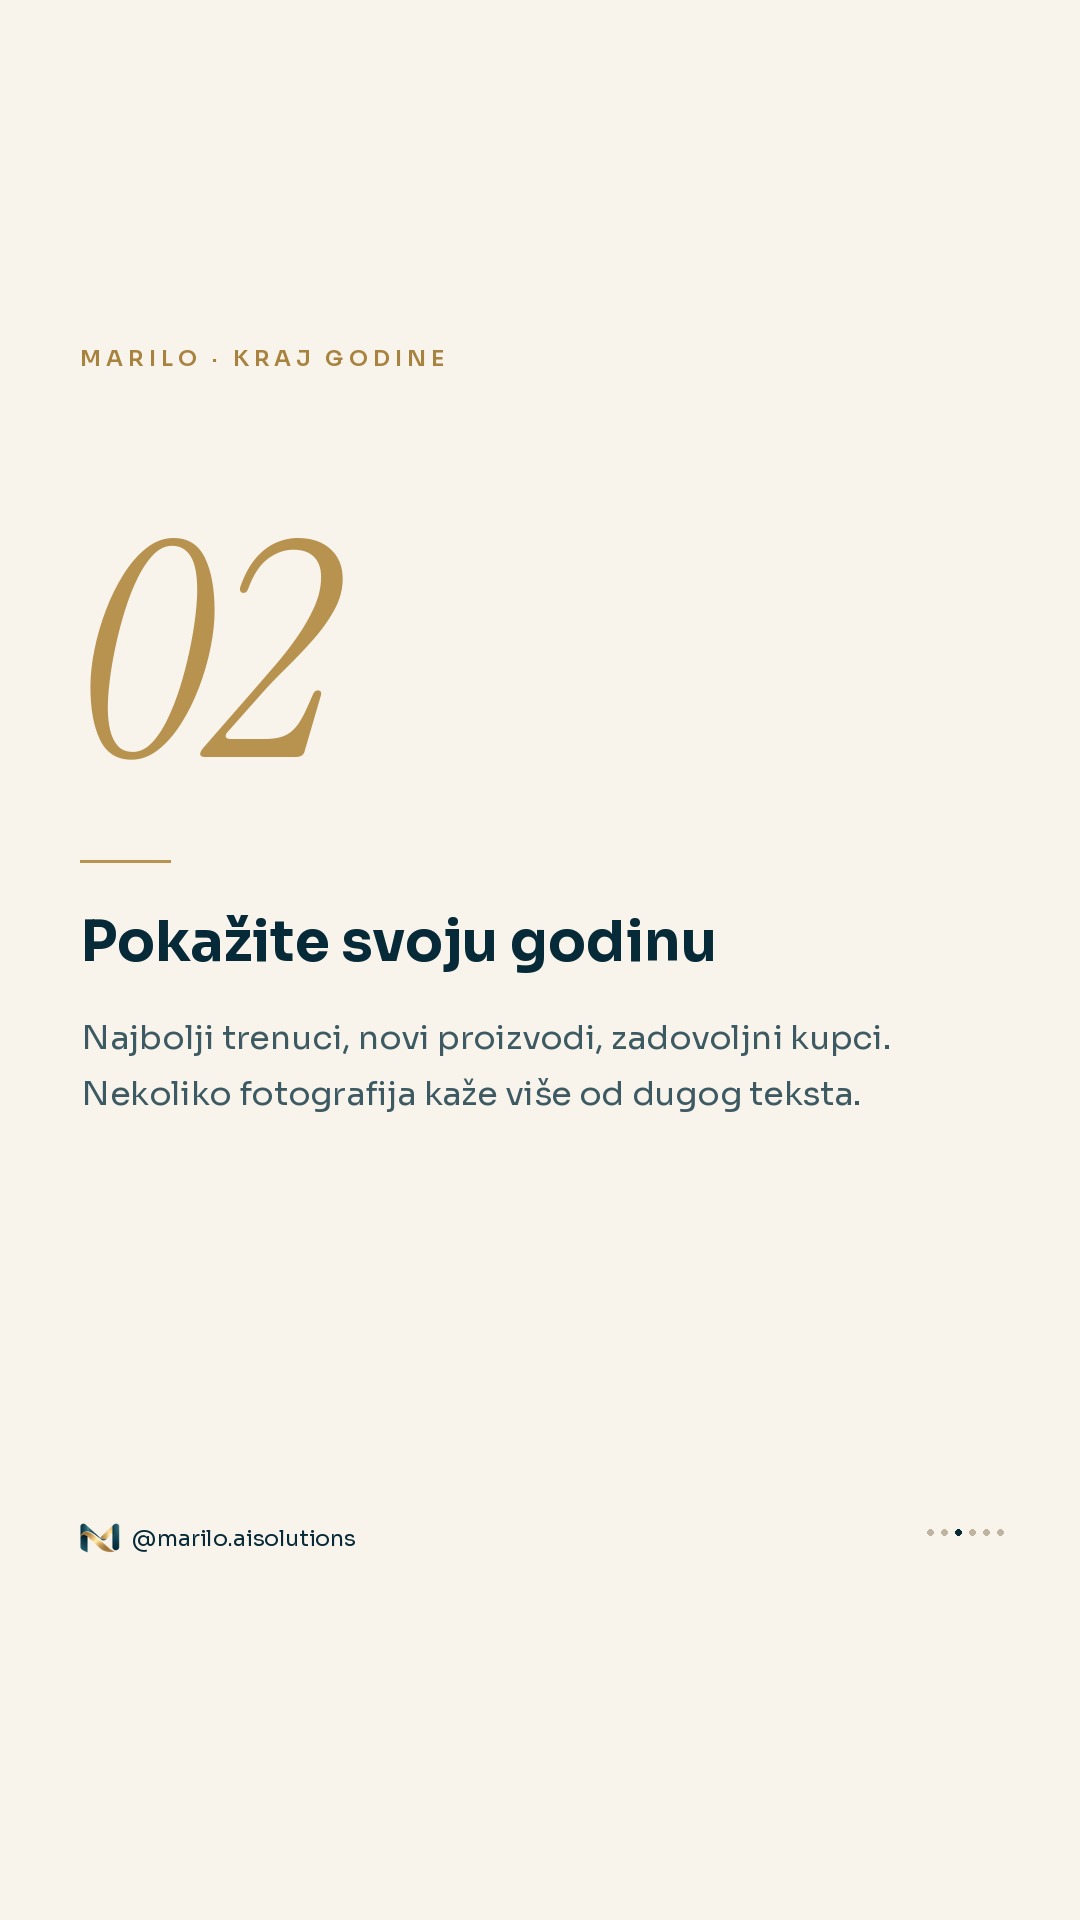 MARILO · KRAJ GODINE
02
Pokažite svoju godinu
Najbolji trenuci, novi proizvodi, zadovoljni kupci.
Nekoliko fotografija kaže više od dugog teksta.
@marilo.aisolutions